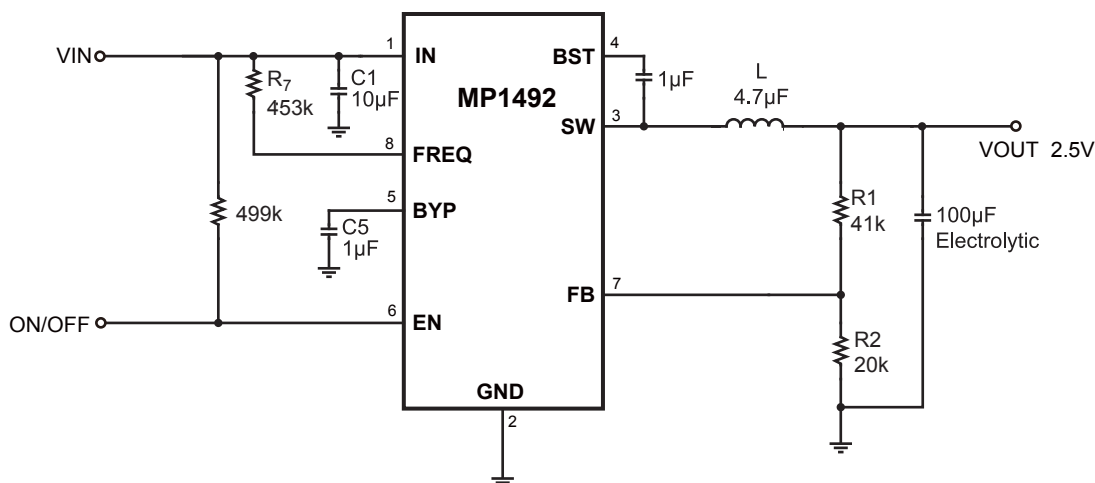 VIN
1
IN
R7
453k
C1
10µF
MP1492
4
BST
1µF
L
4.7µF
3
SW
VOUT 2.5V
8
FREQ
5
BYP
C5
1µF
499k
R1
41k
100µF
Electrolytic
7
FB
ON/OFF
6
EN
R2
20k
GND
2